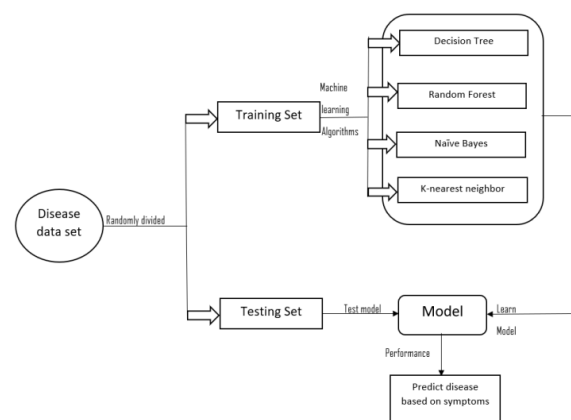 Disease
data set
Randomly divided
Training Set
Machine
learning
Algorithms
Decision Tree
Random Forest
Naïve Bayes
K-nearest neighbor
Testing Set
Test model
Model
Learn
Model
Performance
Predict disease
based on symptoms